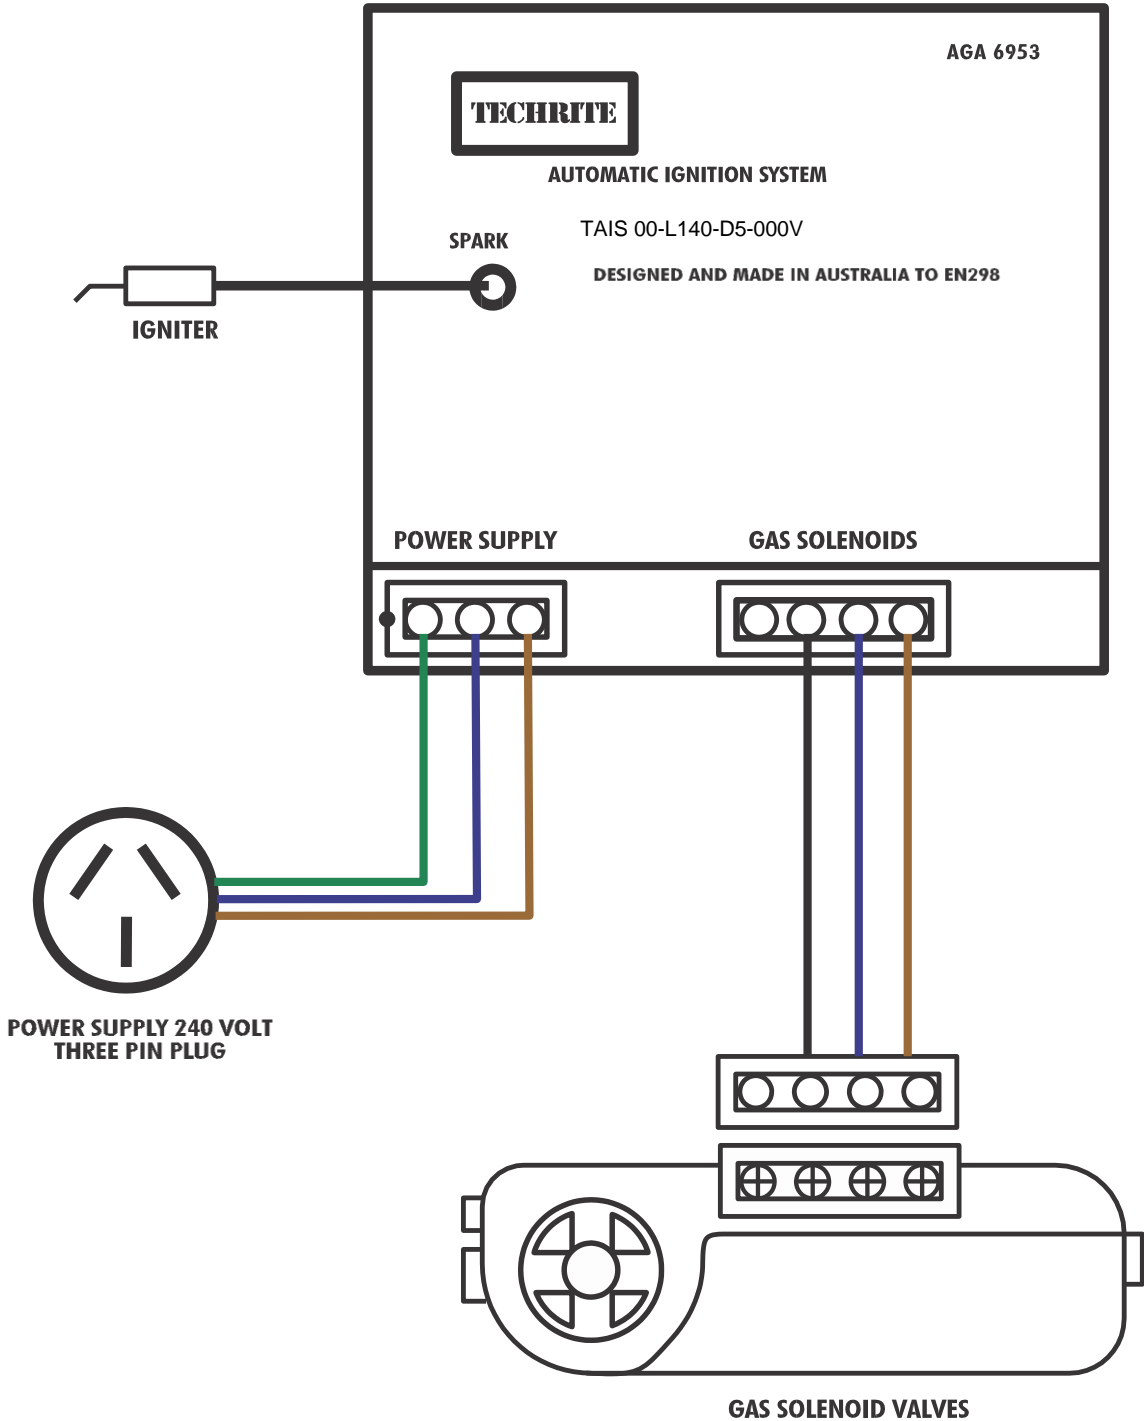 AGA 6953
TECHRITE
AUTOMATIC IGNITION SYSTEM
TAIS 00-L140-D5-000V
SPARK
DESIGNED AND MADE IN AUSTRALIA TO EN298
IGNITER
POWER SUPPLY
GAS SOLENOIDS
POWER SUPPLY 240 VOLT
THREE PIN PLUG
GAS SOLENOID VALVES